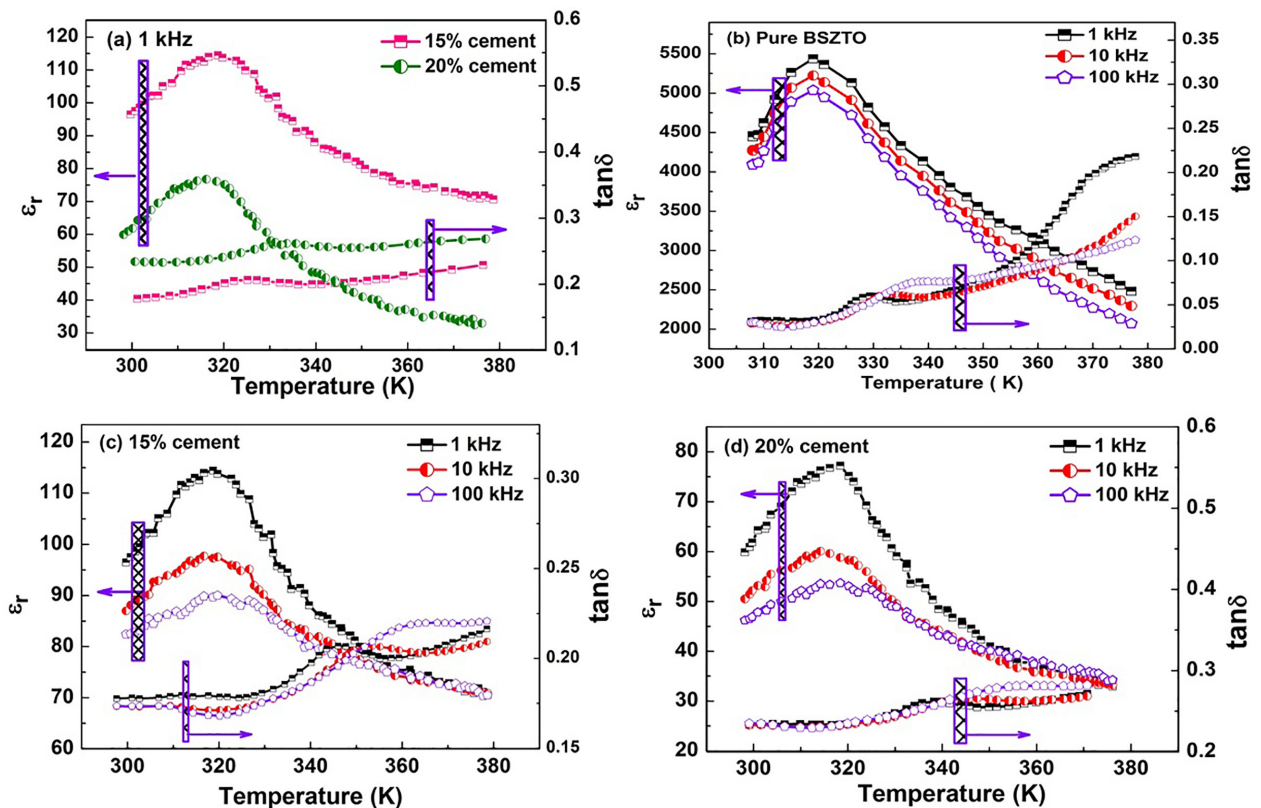 (a) 1 kHz
15% cement
20% cement
120
110
100
90
80
70
60
50
40
30
εr
0.6
0.5
0.4
0.3
0.2
0.1
tanδ
300 320 340 360 380
Temperature (K)
(b) Pure BSZTO
1 kHz
10 kHz
100 kHz
5500
5000
4500
4000
3500
3000
2500
2000
εr
0.35
0.30
0.25
0.20
0.15
0.10
0.05
0.00
tanδ
300 310 320 330 340 350 360 370 380
Temperature ( K)
(c) 15% cement
1 kHz
10 kHz
100 kHz
120
110
100
90
80
70
60
εr
0.30
0.25
0.20
0.15
tanδ
300 320 340 360 380
Temperature (K)
(d) 20% cement
1 kHz
10 kHz
100 kHz
80
70
60
50
40
30
20
εr
0.6
0.5
0.4
0.3
0.2
tanδ
300 320 340 360 380
Temperature (K)